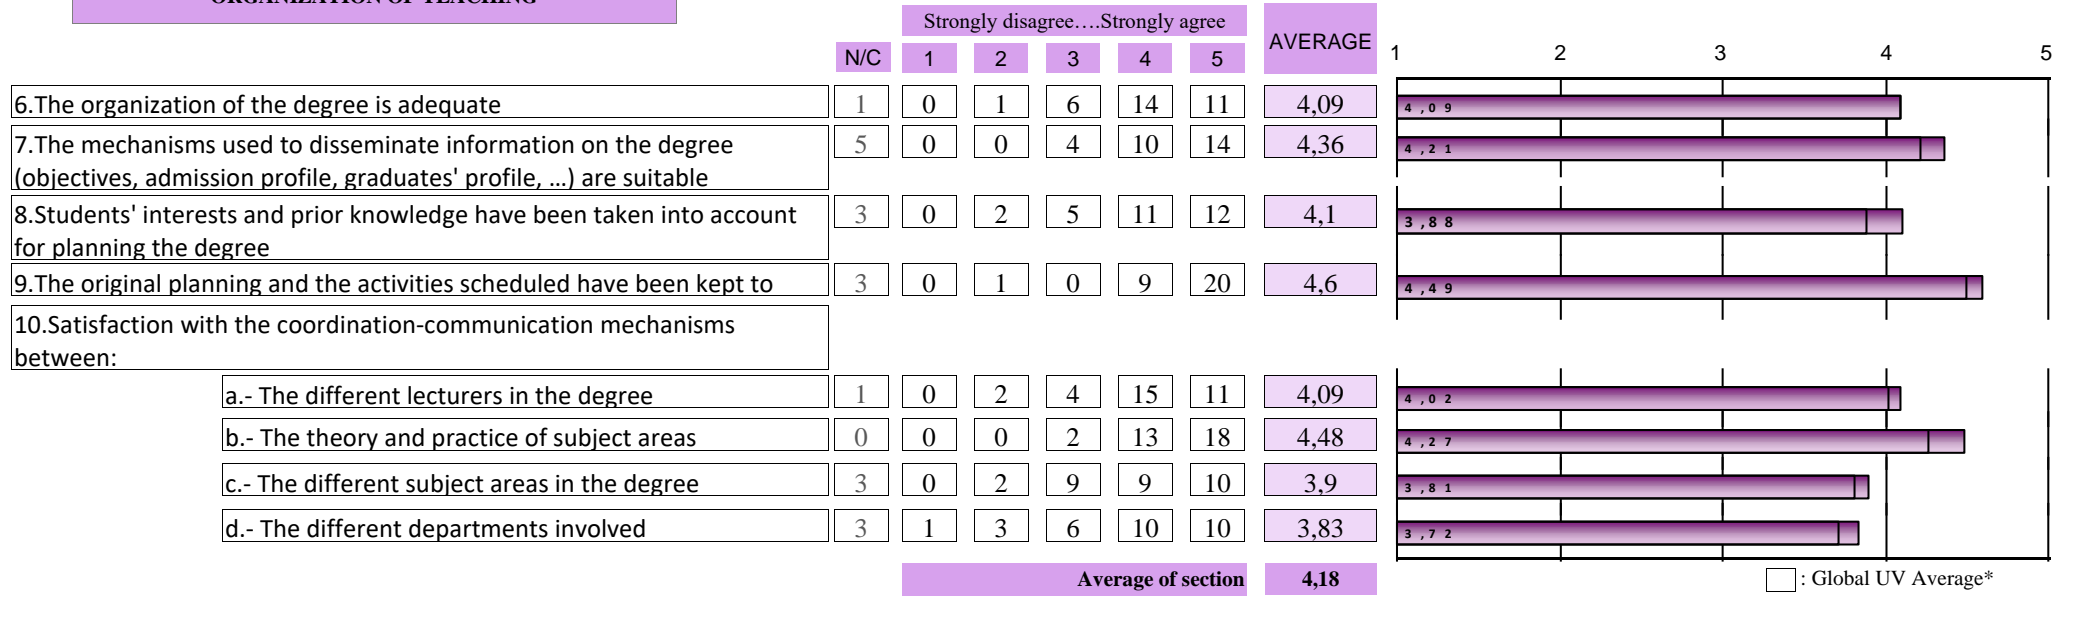 ORGANIZATION OF TEACHING
Strongly disagree….Strongly agree
AVERAGE
N/C 1 2 3 4 5
1 2 3 4 5
6.The organization of the degree is adequate 1 0 1 6 14 11 4,09 4,09
7.The mechanisms used to disseminate information on the degree 5 0 0 4 10 14 4,36 4,21
(objectives, admission profile, graduates' profile, …) are suitable
8.Students' interests and prior knowledge have been taken into account 3 0 2 5 11 12 4,1 3,88
for planning the degree
9.The original planning and the activities scheduled have been kept to 3 0 1 0 9 20 4,6 4,49
10.Satisfaction with the coordination-communication mechanisms
between:
a.- The different lecturers in the degree 1 0 2 4 15 11 4,09 4,02
b.- The theory and practice of subject areas 0 0 0 2 13 18 4,48 4,27
c.- The different subject areas in the degree 3 0 2 9 9 10 3,9 3,81
d.- The different departments involved 3 1 3 6 10 10 3,83 3,72
Average of section 4,18
: Global UV Average*